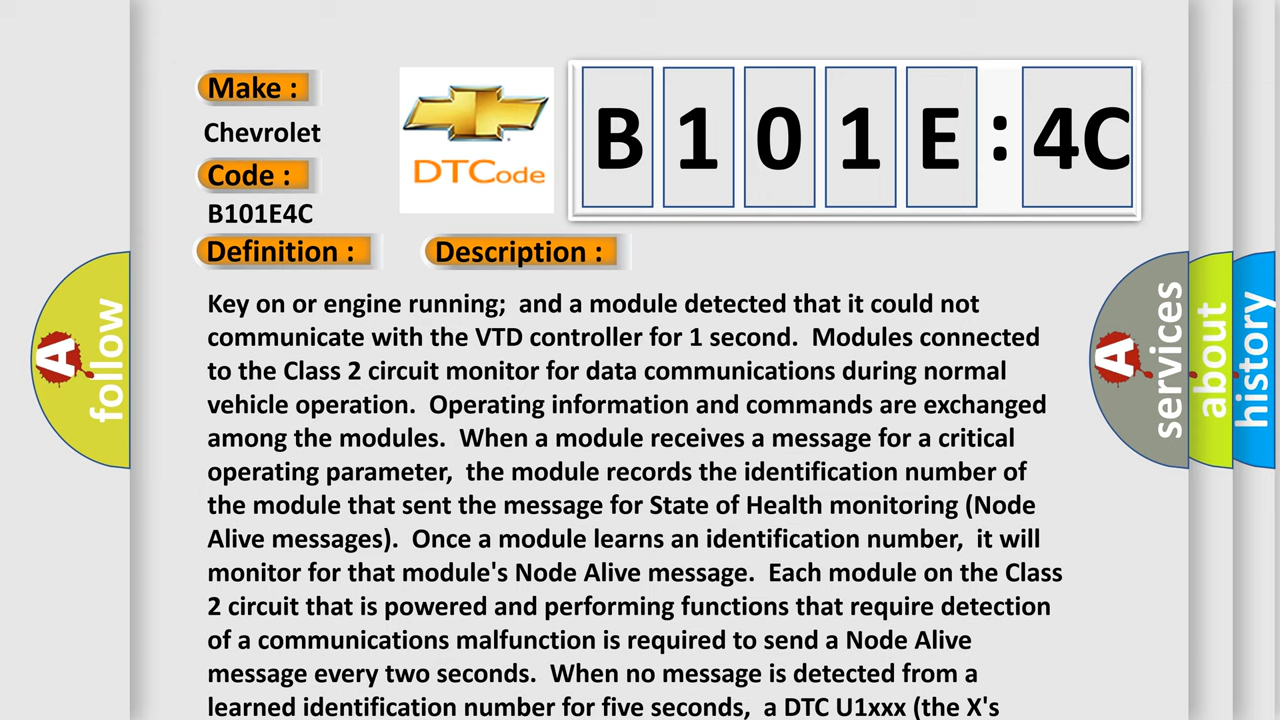 Make :
Chevrolet
Code :
B101E4C
DTCode
B 1 0 1 E : 4C
Definition :
Description :
Key on or engine running; and a module detected that it could not
communicate with the VTD controller for 1 second. Modules connected
to the Class 2 circuit monitor for data communications during normal
vehicle operation. Operating information and commands are exchanged
among the modules. When a module receives a message for a critical
operating parameter, the module records the identification number of
the module that sent the message for State of Health monitoring (Node
Alive messages). Once a module learns an identification number, it will
monitor for that module's Node Alive message. Each module on the Class
2 circuit that is powered and performing functions that require detection
of a communications malfunction is required to send a Node Alive
message every two seconds. When no message is detected from a
learned identification number for five seconds, a DTC U1xxx (the X's
A follow
A services
about
history